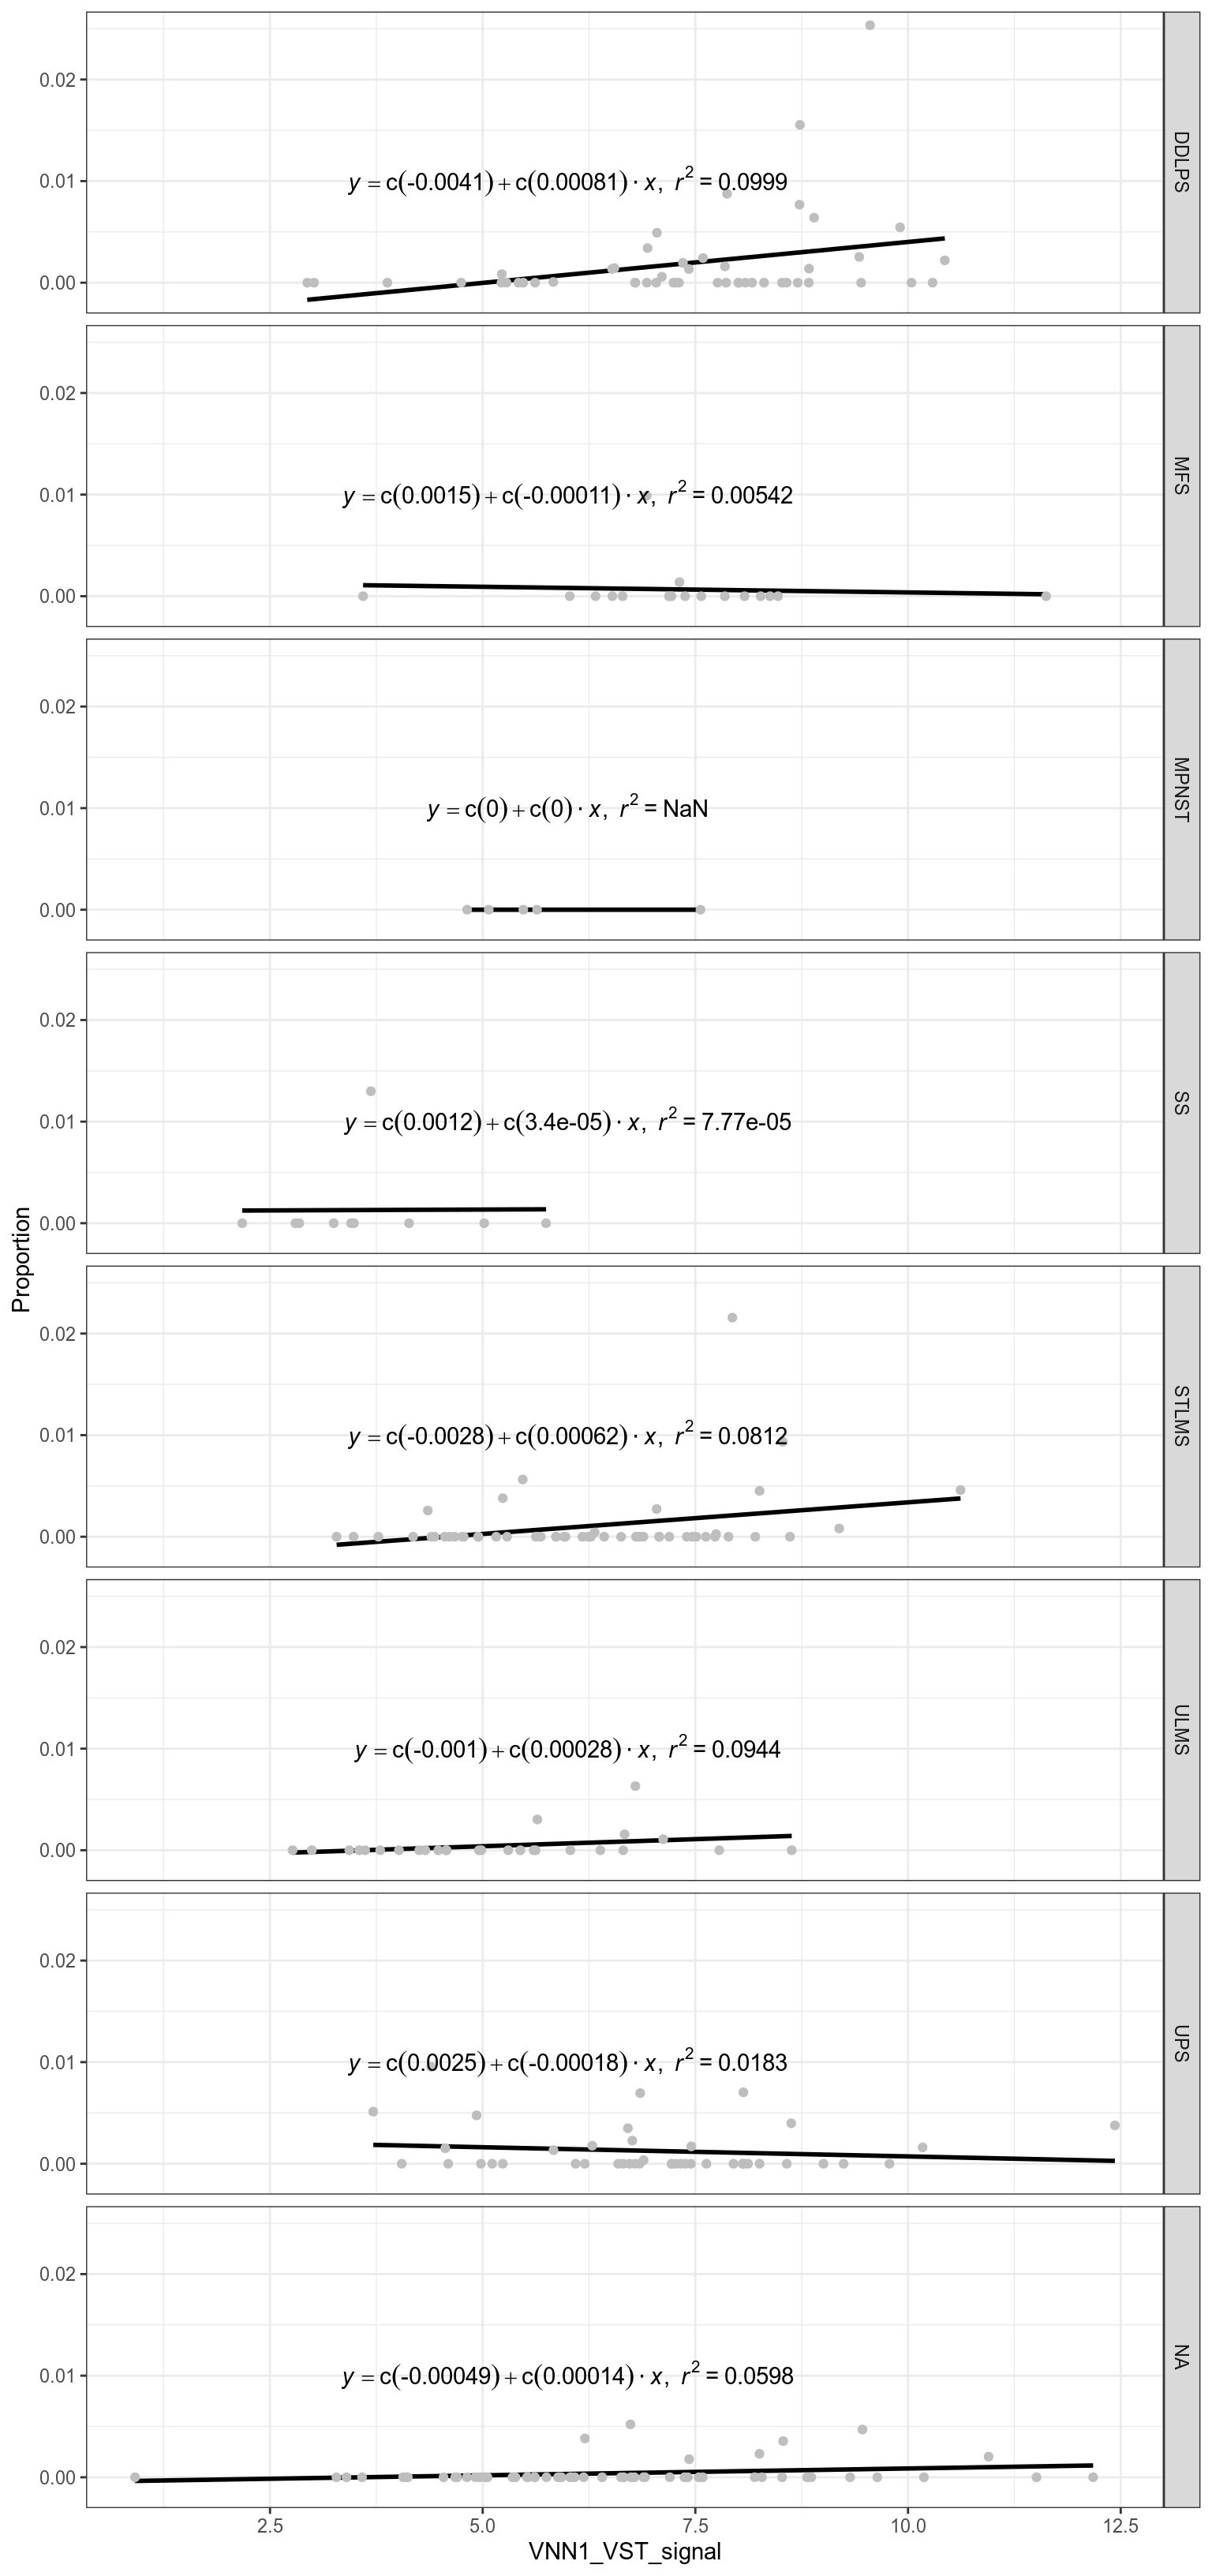 0.02
0.01
0.00
y = c(-0.0041) + c(0.00081) · x, r² = 0.0999
DDLPS
0.02
0.01
0.00
y = c(0.0015) + c(-0.00011) · x, r² = 0.00542
MFS
0.02
0.01
0.00
y = c(0) + c(0) · x, r² = NaN
MPNST
0.02
0.01
0.00
y = c(0.0012) + c(3.4e-05) · x, r² = 7.77e-05
SS
Proportion
0.02
0.01
0.00
y = c(-0.0028) + c(0.00062) · x, r² = 0.0812
STLMS
0.02
0.01
0.00
y = c(-0.001) + c(0.00028) · x, r² = 0.0944
ULMS
0.02
0.01
0.00
y = c(0.0025) + c(-0.00018) · x, r² = 0.0183
UPS
0.02
0.01
0.00
y = c(-0.00049) + c(0.00014) · x, r² = 0.0598
NA
2.5 5.0 7.5 10.0 12.5
VNN1_VST_signal